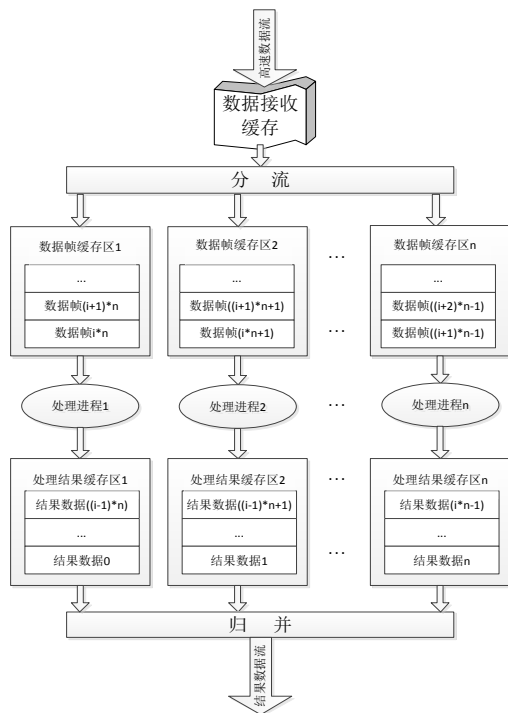 高速数据流
数据接收
缓存
分 流
数据帧缓存区1
...
数据帧(i+1)*n
数据帧i*n
数据帧缓存区2
...
数据帧((i+1)*n+1)
数据帧(i*n+1)
...
...
数据帧缓存区n
...
数据帧((i+2)*n-1)
数据帧((i+1)*n-1)
处理进程1
处理进程2
...
处理进程n
处理结果缓存区1
结果数据((i-1)*n)
...
结果数据0
处理结果缓存区2
结果数据((i-1)*n+1)
...
结果数据1
...
...
处理结果缓存区n
结果数据(i*n-1)
...
结果数据n
归 并
结果数据流